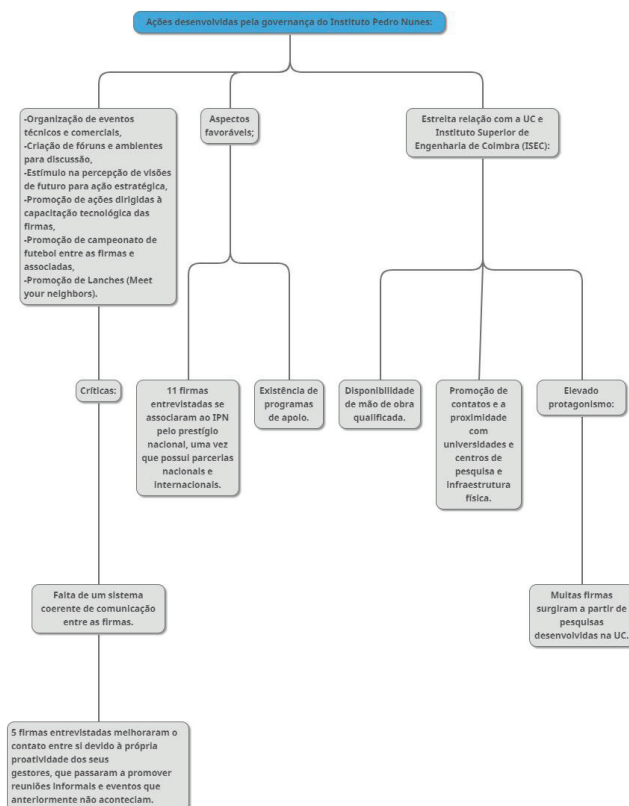 Ações desenvolvidas pela governança do Instituto Pedro Nunes:
-Organização de eventos
técnicos e comerciais,
-Criação de fóruns e ambientes
para discussão,
-Estímulo na percepção de visões
de futuro para ação estratégica,
-Promoção de ações dirigidas à
capacitação tecnológica das
firmas,
-Promoção de campeonato de
futebol entre as firmas e
associadas,
-Promoção de Lanches (Meet
your neighbors).
Aspectos
favoráveis;
Estreita relação com a UC e
Instituto Superior de
Engenharia de Coimbra (ISEC):
Críticas:
11 firmas
entrevistadas se
associaram ao IPN
pelo prestígio
nacional, uma vez
que possui parcerias
nacionais e
internacionais.
Existência de
programas
de apoio.
Disponibilidade
de mão de obra
qualificada.
Promoção de
contatos e a
proximidade
com
universidades e
centros de
pesquisa e
infraestrutura
física.
Elevado
protagonismo:
Falta de um sistema
coerente de comunicação
entre as firmas.
Muitas firmas
surgiram a partir de
pesquisas
desenvolvidas na UC.
5 firmas entrevistadas melhoraram o
contato entre si devido à própria
proatividade dos seus
gestores, que passaram a promover
reuniões informais e eventos que
anteriormente não aconteciam.